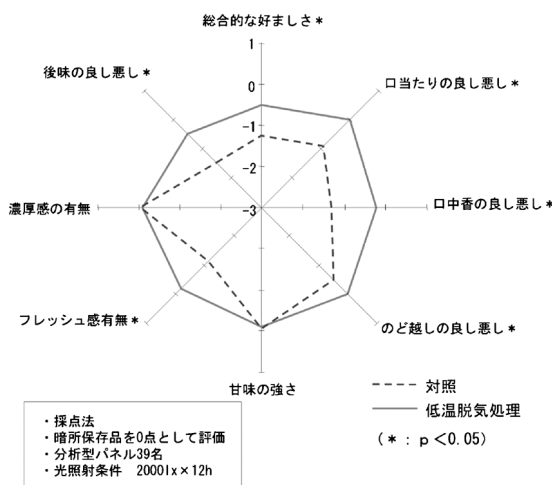 総合的な好ましさ*
1
後味の良し悪し*
0
口当たりの良し悪し*
-1
-2
濃厚感の有無
-3
口中香の良し悪し*
フレッシュ感有無*
のど越しの良し悪し*
甘味の強さ
対照
低温脱気処理
(*：p＜0.05)
・採点法
・暗所保存品を0点として評価
・分析型パネル39名
・光照射条件　2000lx×12h